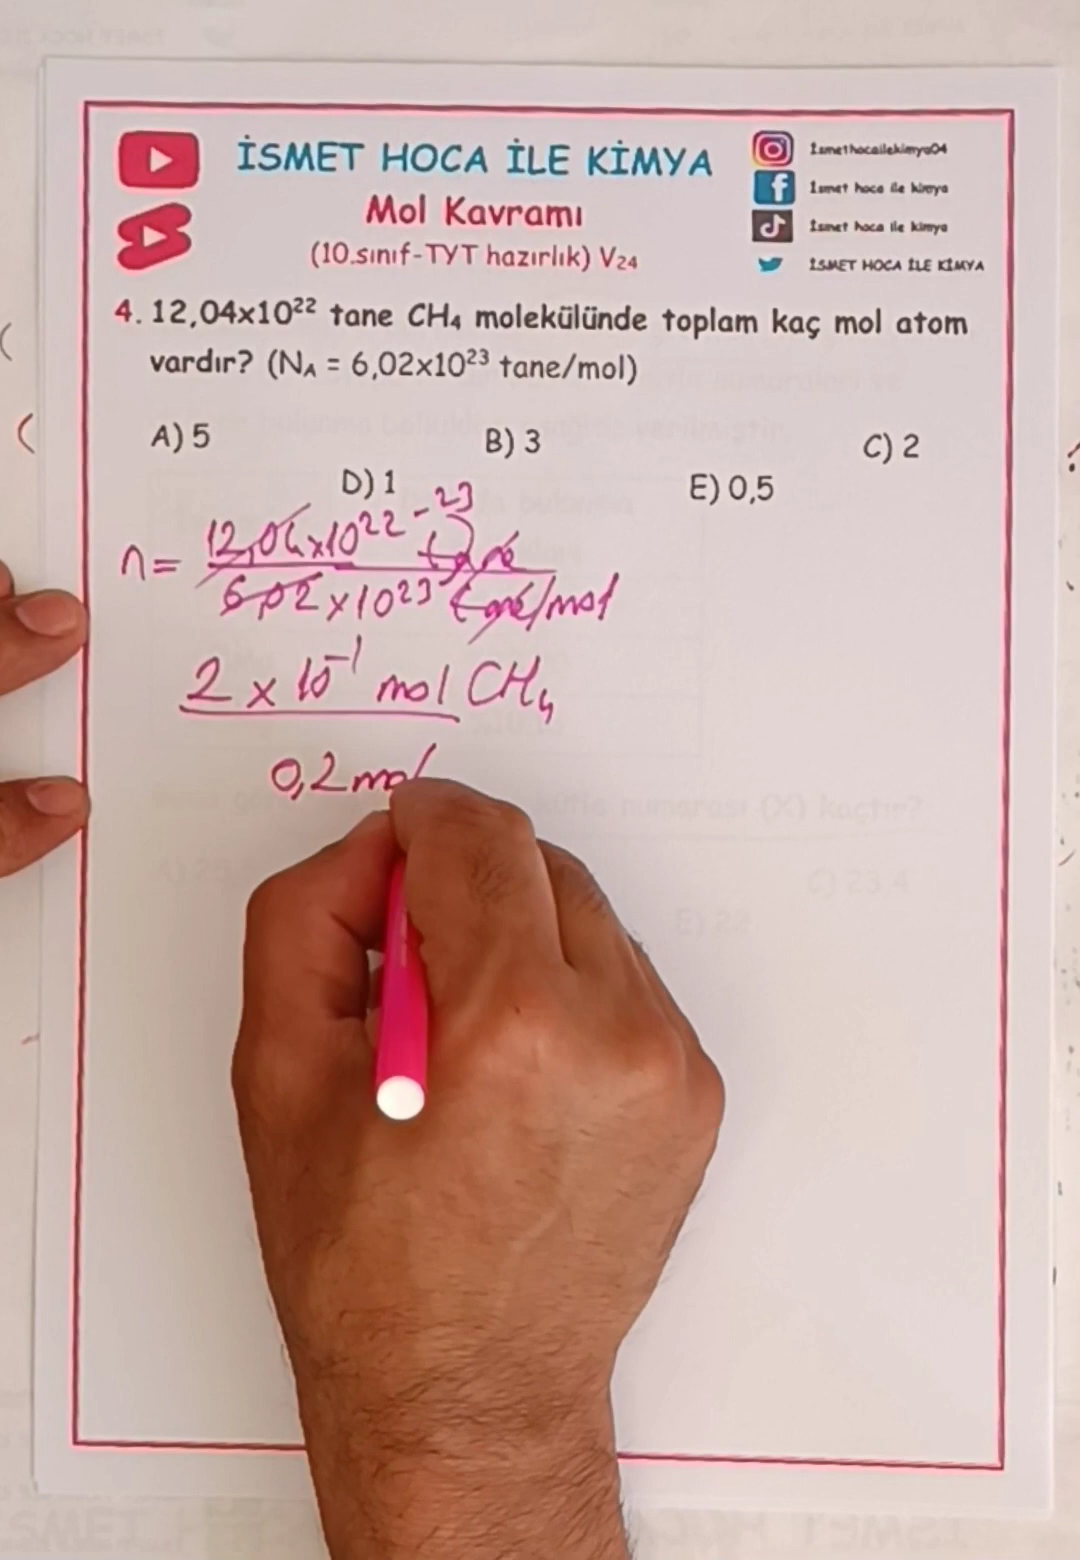 İSMET HOCA İLE KİMYA
Mol Kavramı
(10.sınıf-TYT hazırlık) V24
İsmethocailekimya04
İsmet hoca ile kimya
İsmet hoca ile kimya
İSMET HOCA İLE KİMYA
4. 12,04x10²² tane CH₄ molekülünde toplam kaç mol atom
vardır? (Nᴀ = 6,02x10²³ tane/mol)
A) 5 B) 3 C) 2
D) 1 E) 0,5
n = 12,04x10²² tane
-23
6,02 x 10²³ tane/mol
2 x 10⁻¹ mol CH₄
0,2 mol